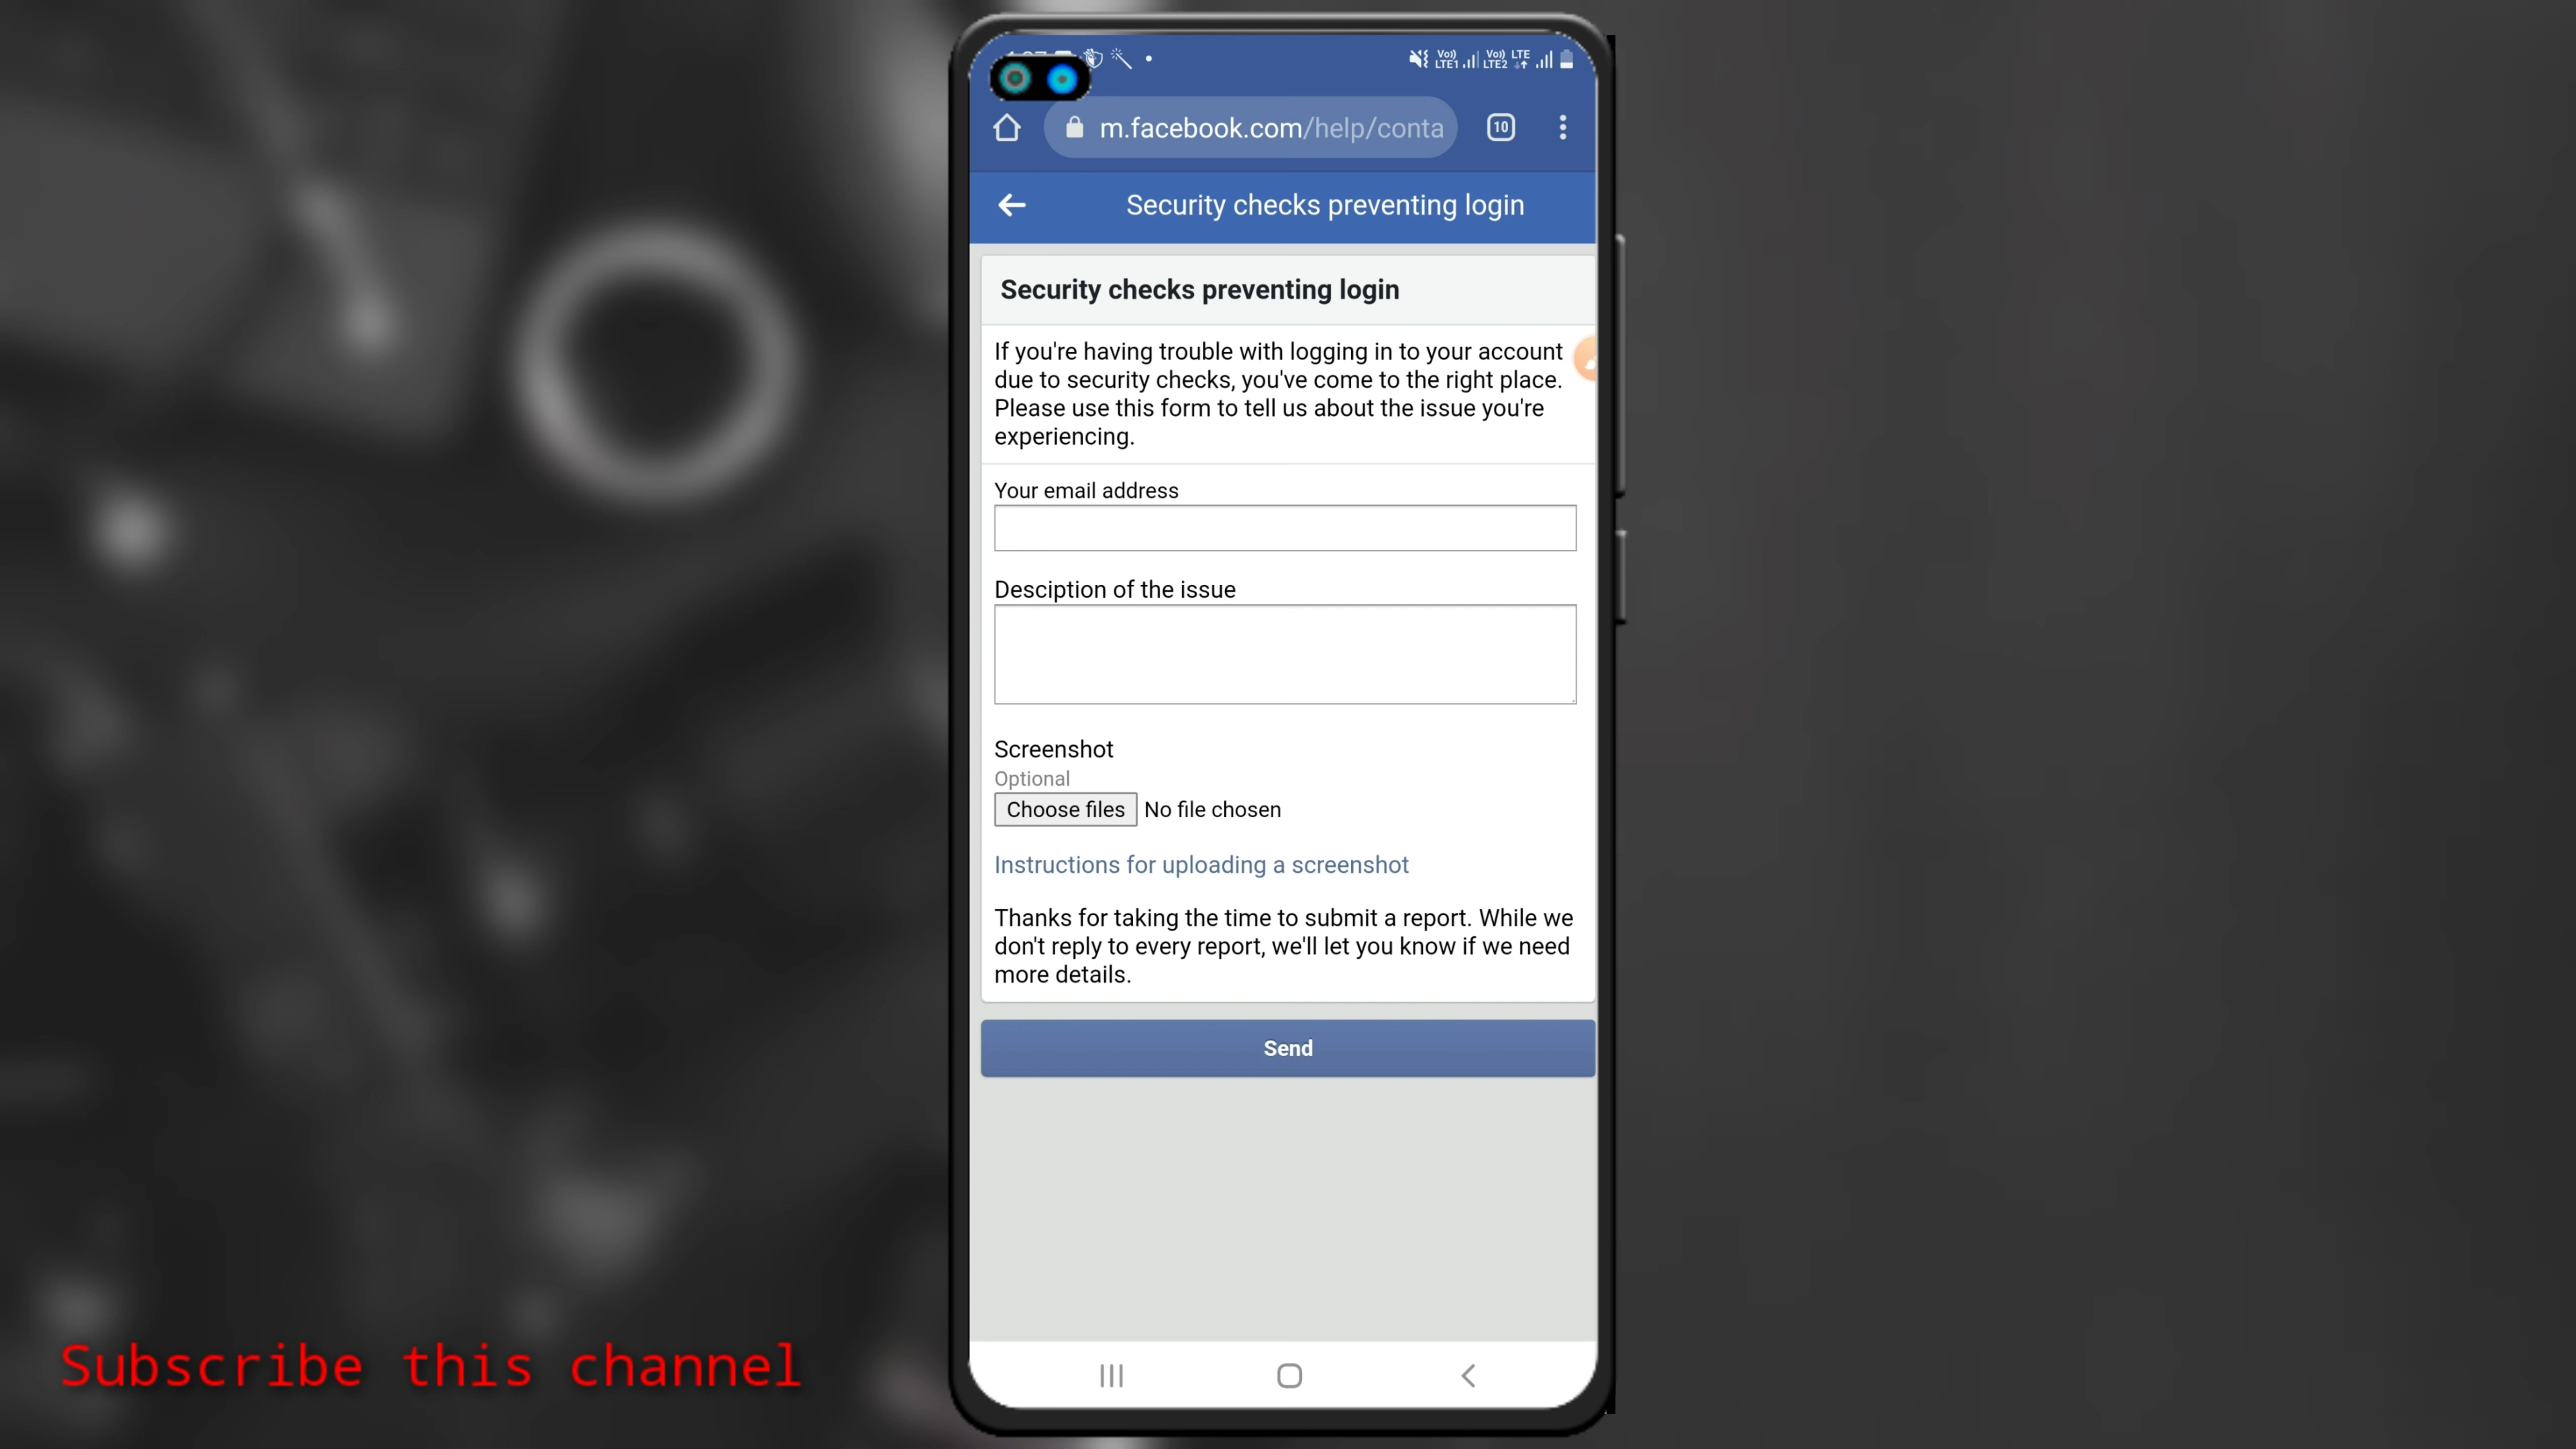 Vo)) Vo)) LTE
LTE1 LTE2
m.facebook.com/help/conta
10
Security checks preventing login
Security checks preventing login
If you're having trouble with logging in to your account
due to security checks, you've come to the right place.
Please use this form to tell us about the issue you're
experiencing.
Your email address
Desciption of the issue
Screenshot
Optional
Choose files No file chosen
Instructions for uploading a screenshot
Thanks for taking the time to submit a report. While we
don't reply to every report, we'll let you know if we need
more details.
Send
Subscribe this channel